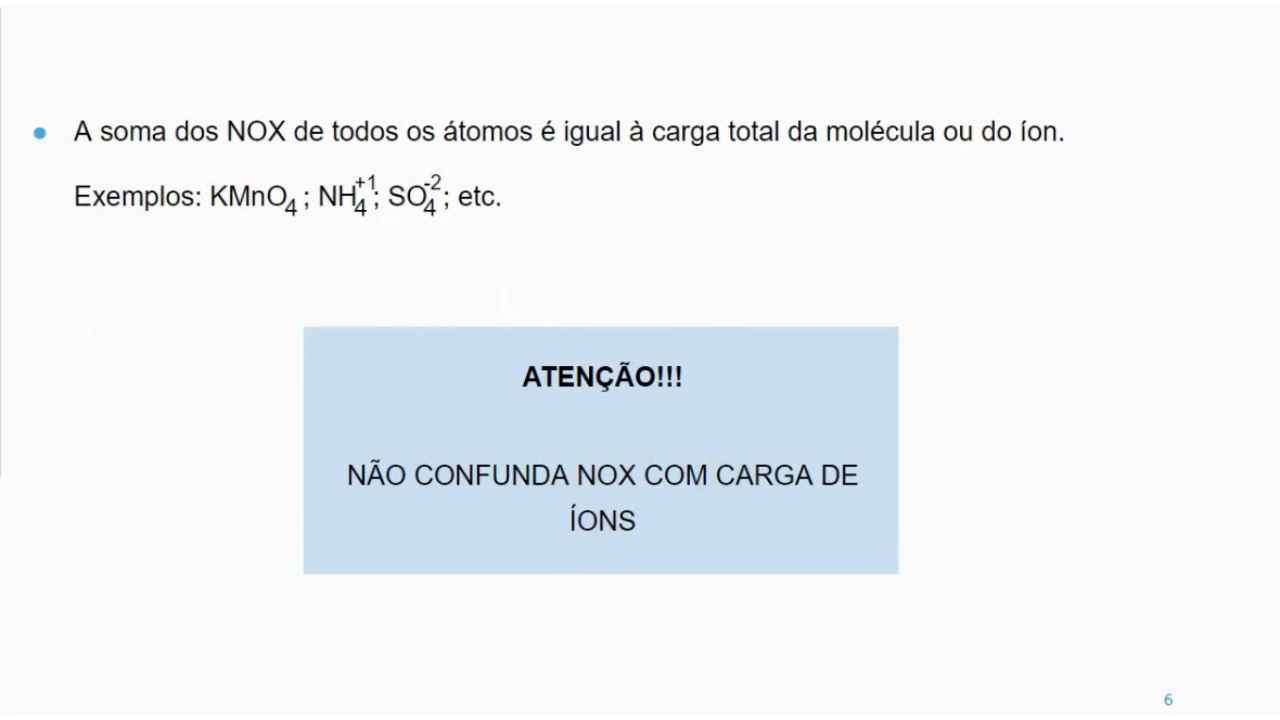 • A soma dos NOX de todos os átomos é igual à carga total da molécula ou do íon.
Exemplos: KMnO₄ ; NH₄⁺¹; SO₄⁻²; etc.
ATENÇÃO!!!
NÃO CONFUNDA NOX COM CARGA DE
ÍONS
6